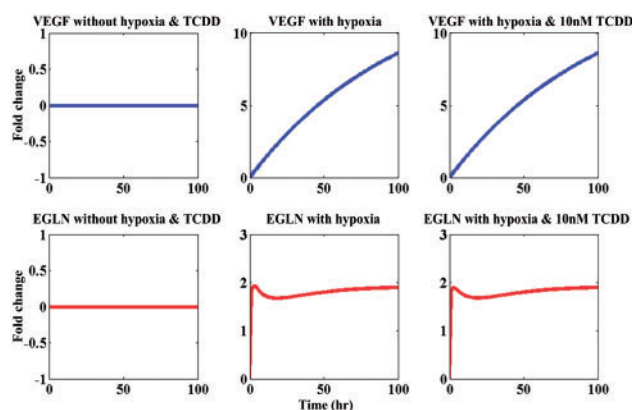 VEGF without hypoxia & TCDD
VEGF with hypoxia
VEGF with hypoxia & 10nM TCDD
Fold change
1
0.5
0
-0.5
-1
0 50 100
10
5
0
0 50 100
10
5
0
0 50 100
EGLN without hypoxia & TCDD
EGLN with hypoxia
EGLN with hypoxia & 10nM TCDD
Fold change
1
0.5
0
-0.5
-1
0 50 100
3
2
1
0
0 50 100
3
2
1
0
0 50 100
Time (hr)